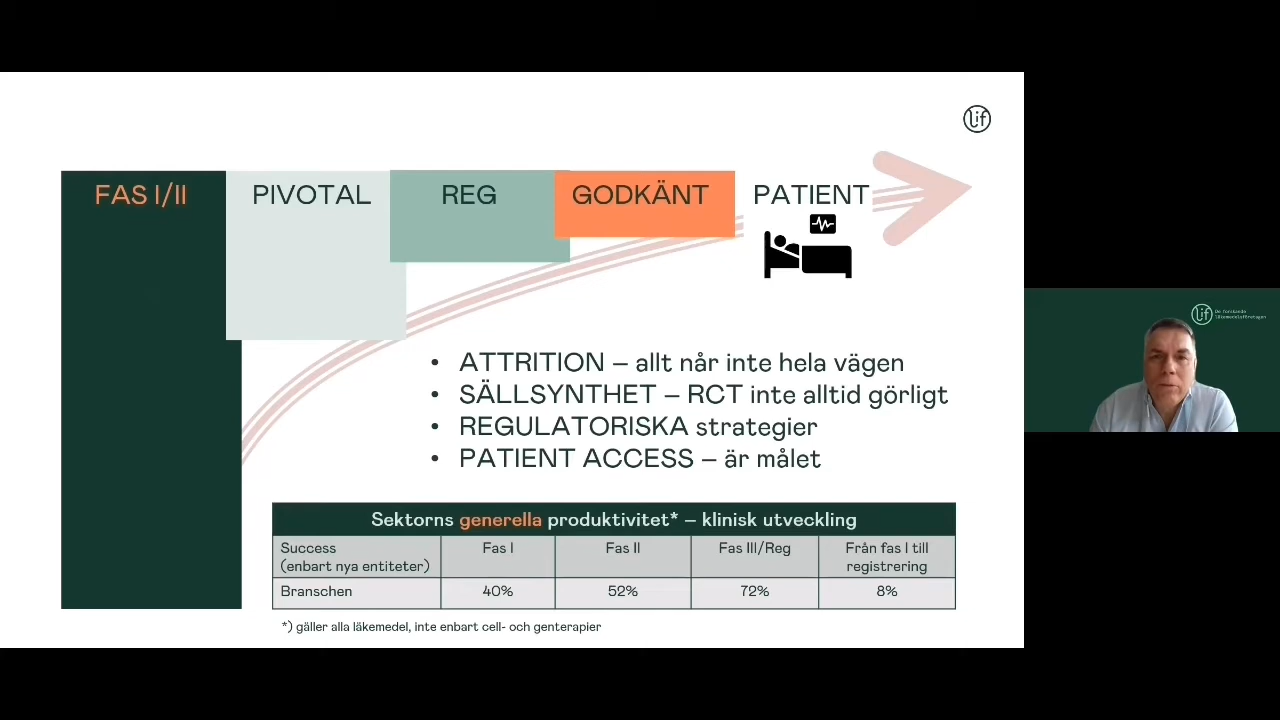 lif
FAS I/II
PIVOTAL
REG
GODKÄNT
PATIENT
• ATTRITION – allt når inte hela vägen
• SÄLLSYNTHET – RCT inte alltid görligt
• REGULATORISKA strategier
• PATIENT ACCESS – är målet
Sektorns generella produktivitet* – klinisk utveckling
Success (enbart nya entiteter) Fas I Fas II Fas III/Reg Från fas I till registrering
Branschen 40% 52% 72% 8%
*) gäller alla läkemedel, inte enbart cell- och genterapier
lif
De forskande
läkemedelsföretagen